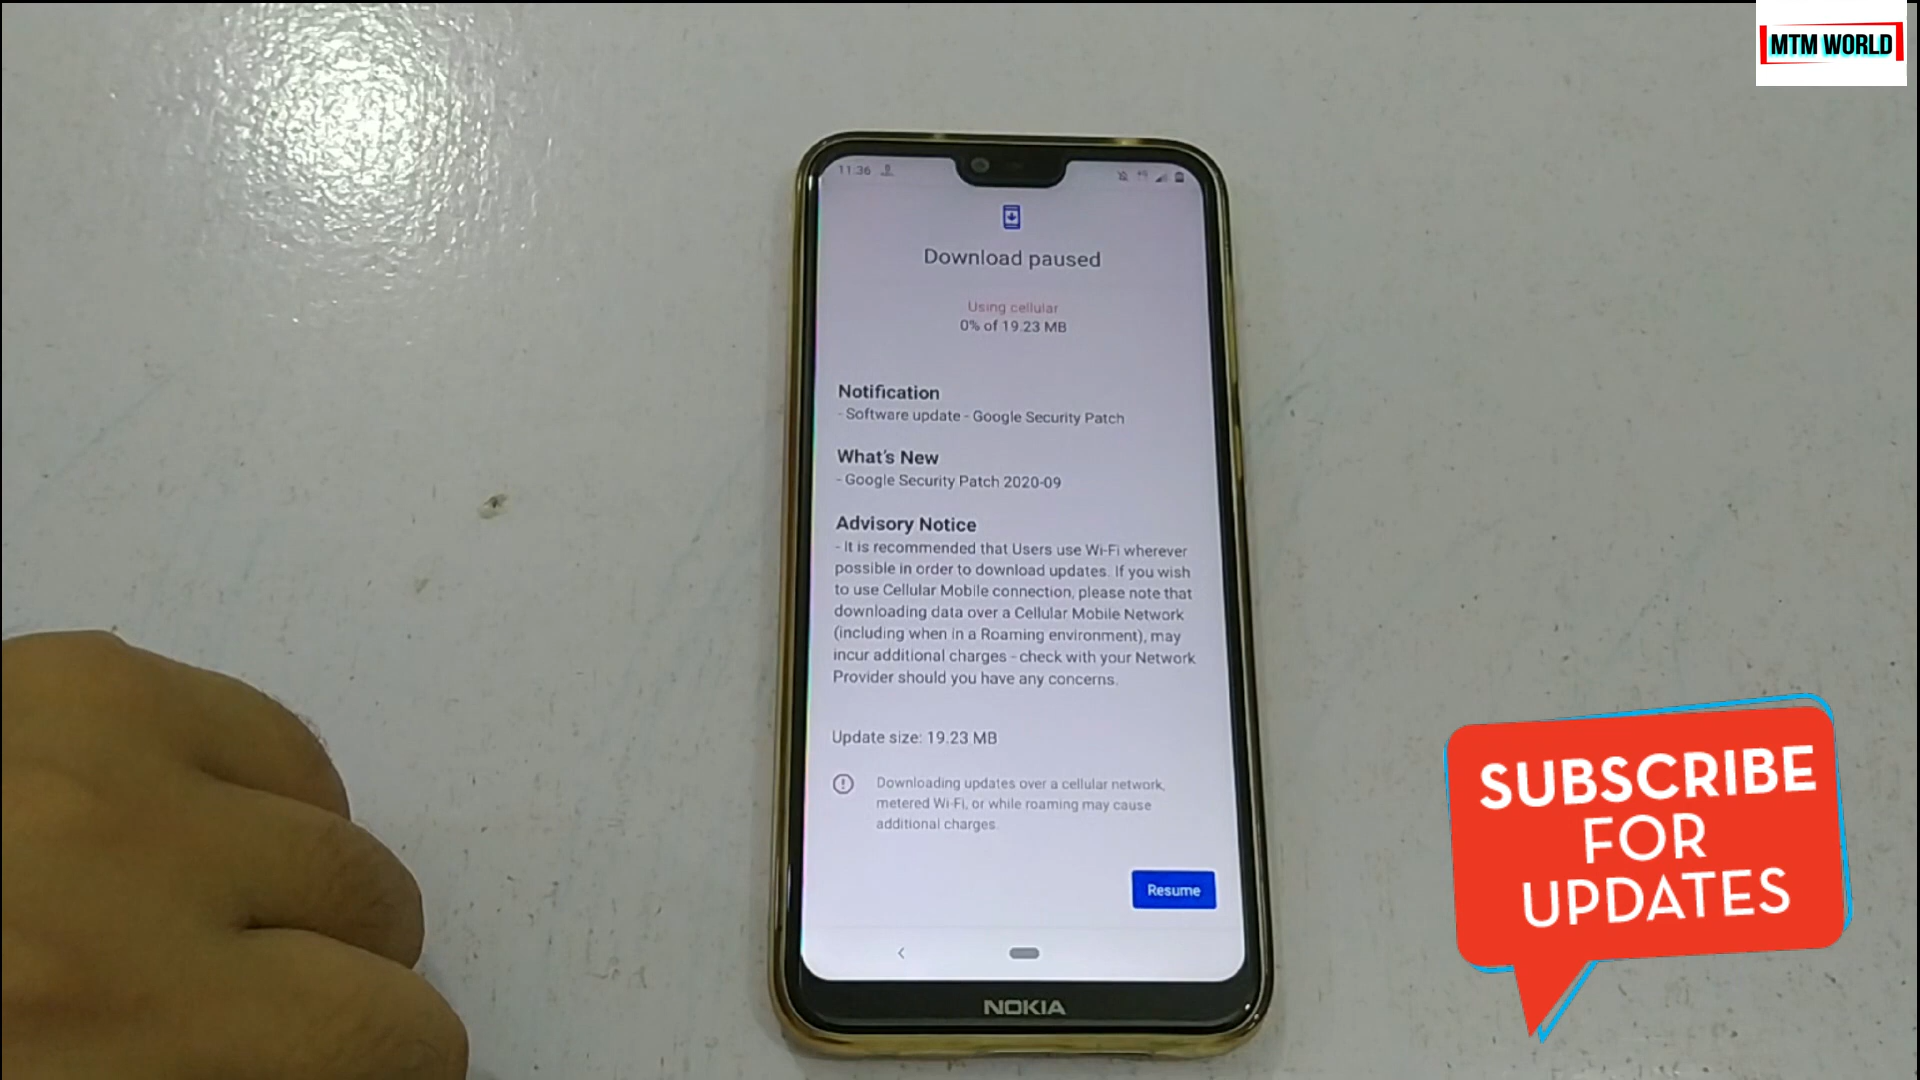 MTM WORLD
11:36
Download paused
Using cellular
0% of 19.23 MB
Notification
- Software update - Google Security Patch
What's New
- Google Security Patch 2020-09
Advisory Notice
- It is recommended that Users use Wi-Fi wherever
possible in order to download updates. If you wish
to use Cellular Mobile connection, please note that
downloading data over a Cellular Mobile Network
(including when in a Roaming environment), may
incur additional charges - check with your Network
Provider should you have any concerns.
Update size: 19.23 MB
Downloading updates over a cellular network,
metered Wi-Fi, or while roaming may cause
additional charges.
Resume
NOKIA
SUBSCRIBE
FOR
UPDATES